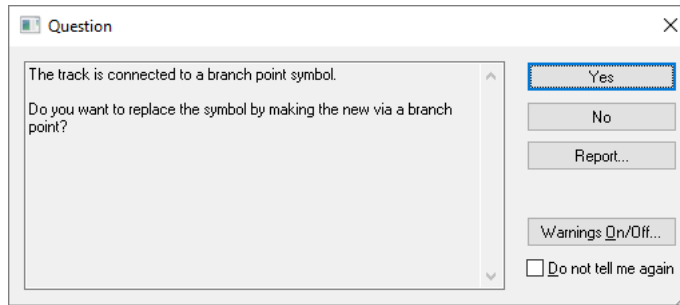 Question
The track is connected to a branch point symbol.
Do you want to replace the symbol by making the new via a branch
point?
Yes
No
Report...
Warnings On/Off...
Do not tell me again